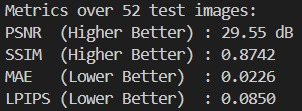 Metrics over 52 test images:
PSNR  (Higher Better) : 29.55 dB
SSIM  (Higher Better) : 0.8742
MAE   (Lower Better)  : 0.0226
LPIPS (Lower Better)  : 0.0850